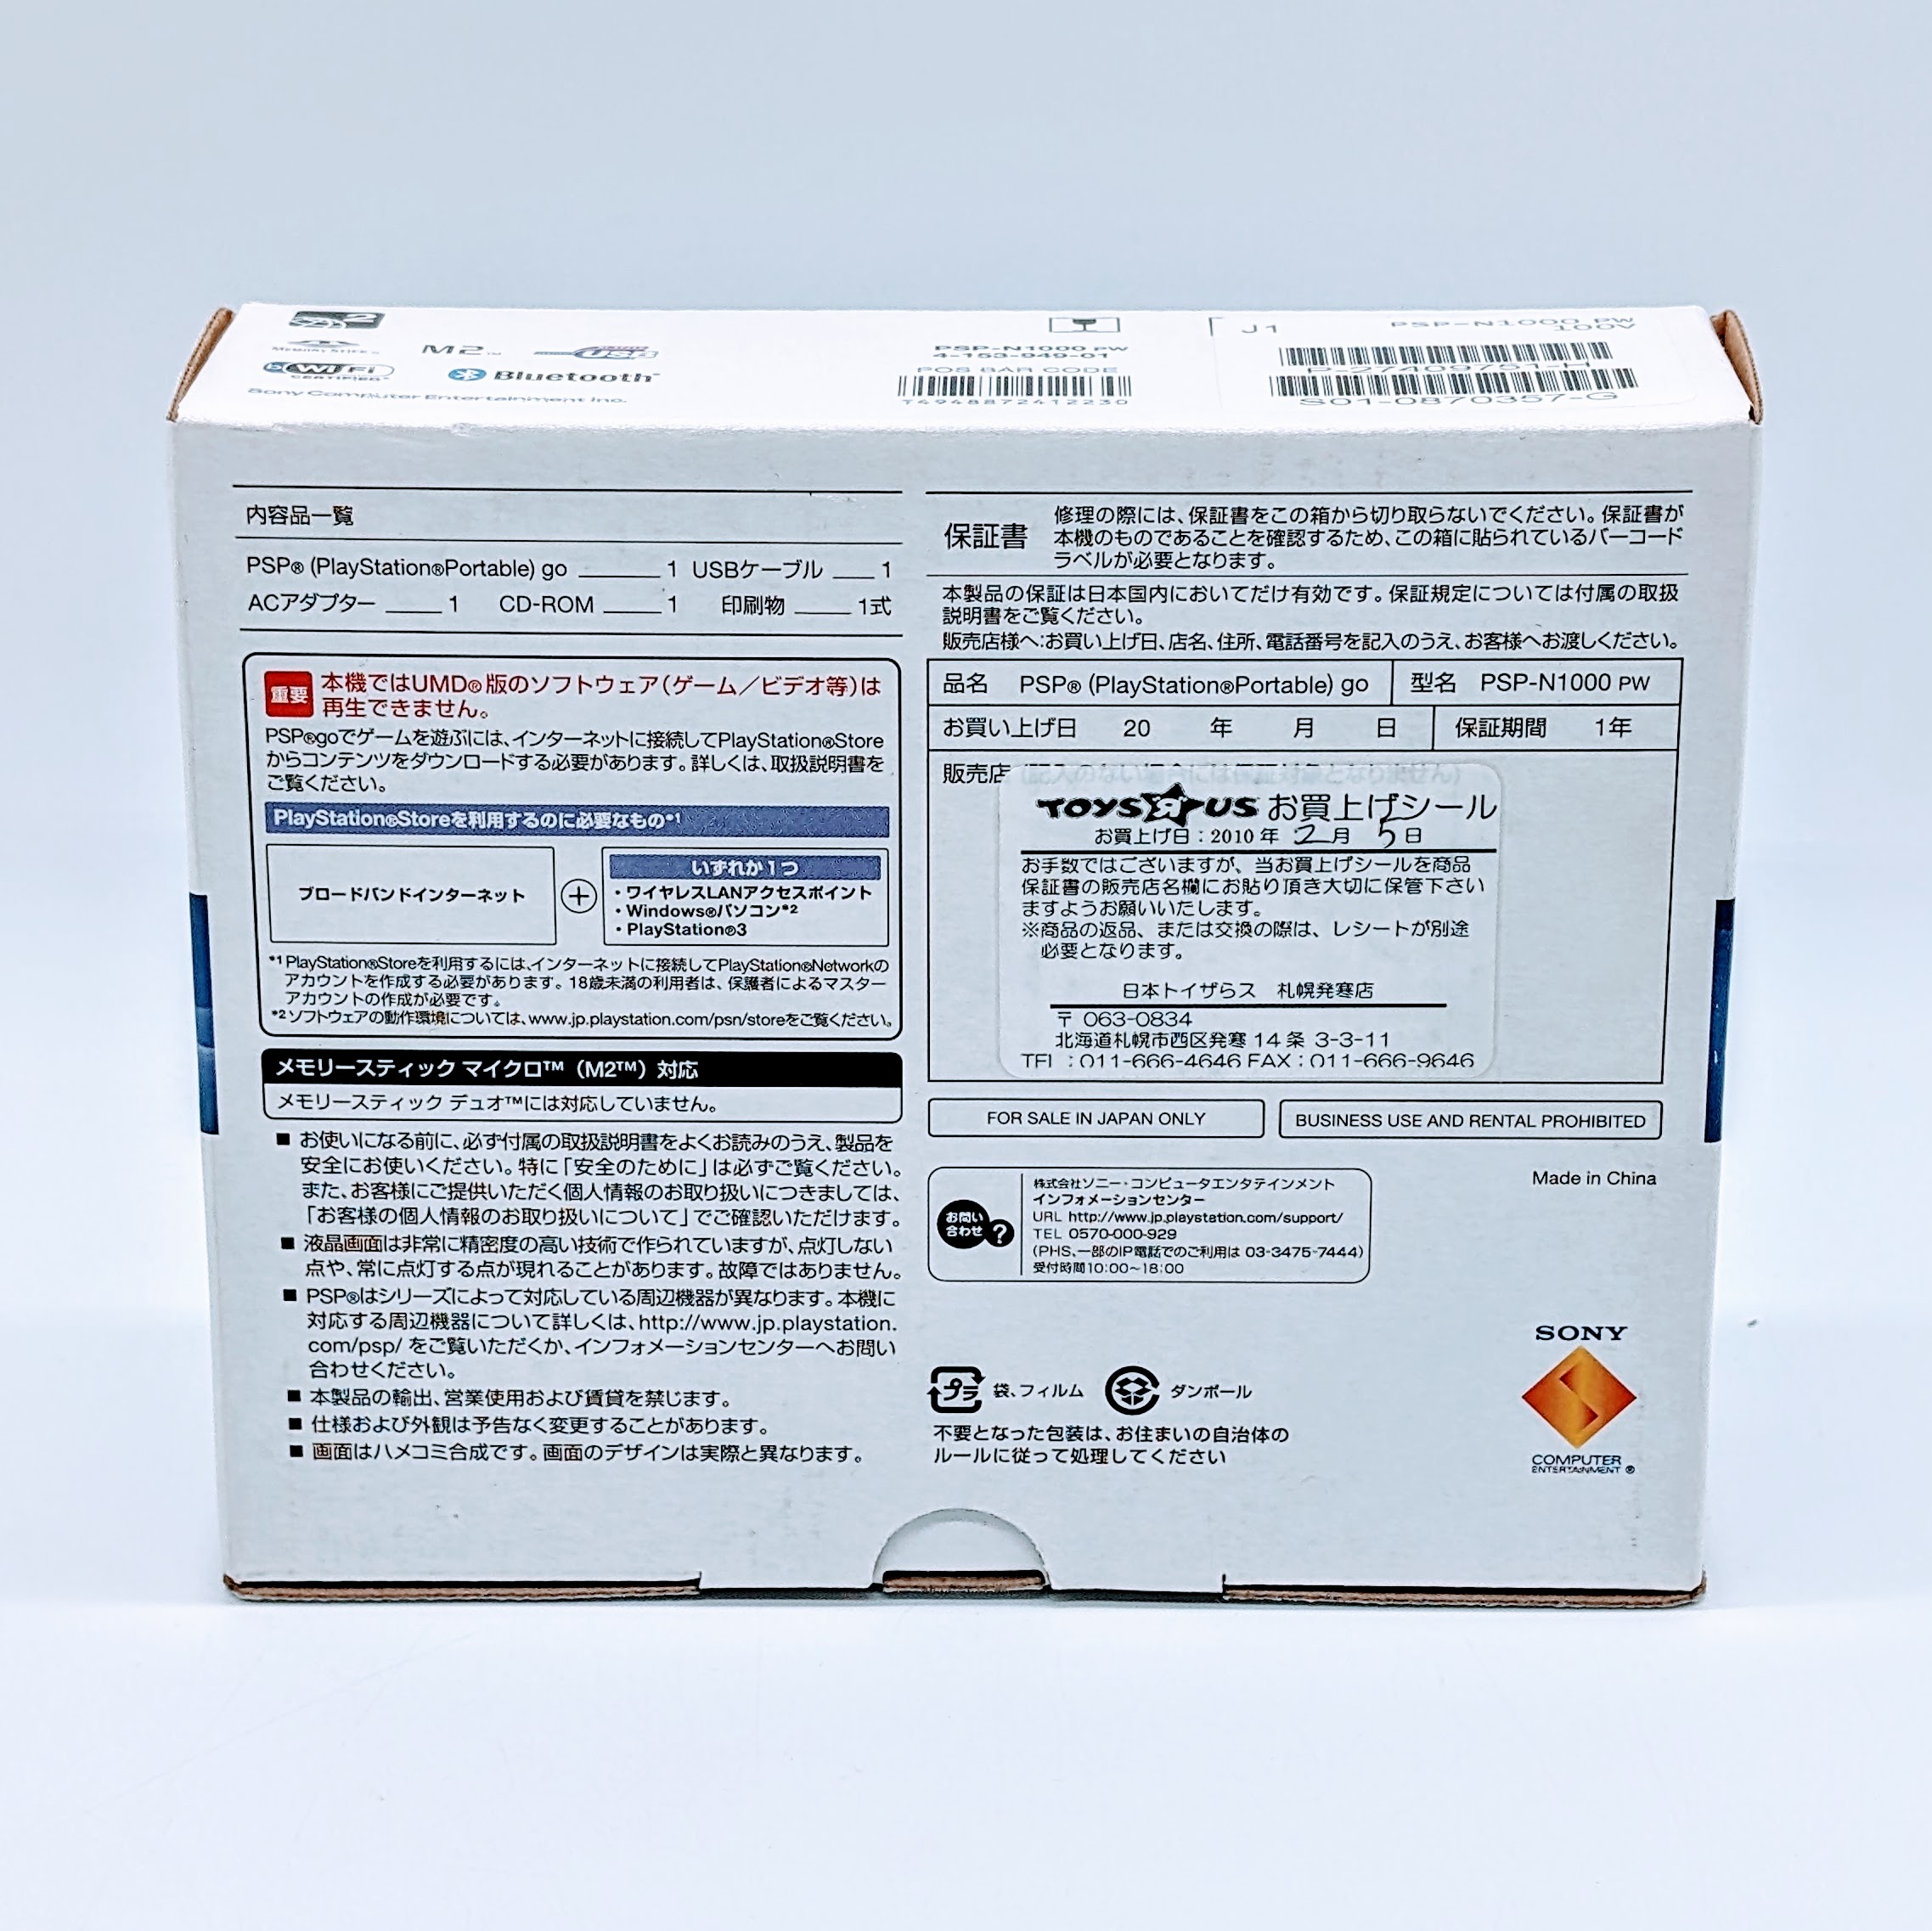 M2™
USB
Wi Fi
CERTIFIED
Bluetooth™
Sony Computer Entertainment Inc.
PSP-N1000 PW
4-153-949-01
POS BAR CODE
J1
PSP-N1000 PW
100V
P-27409751-H
S01-0870357-G
内容品一覧
PSP® (PlayStation®Portable) go 1 USBケーブル 1
ACアダプター 1 CD-ROM 1 印刷物 1式
重要
本機ではUMD®版のソフトウェア(ゲーム/ビデオ等)は
再生できません。
PSP®goでゲームを遊ぶには、インターネットに接続してPlayStation®Store
からコンテンツをダウンロードする必要があります。詳しくは、取扱説明書を
ご覧ください。
PlayStation®Storeを利用するのに必要なもの*1
ブロードバンドインターネット
+
いずれか1つ
・ワイヤレスLANアクセスポイント
・Windows®パソコン*2
・PlayStation®3
*1 PlayStation®Storeを利用するには、インターネットに接続してPlayStation®Networkの
アカウントを作成する必要があります。18歳未満の利用者は、保護者によるマスター
アカウントの作成が必要です。
*2 ソフトウェアの動作環境については、www.jp.playstation.com/psn/storeをご覧ください。
メモリースティック マイクロ™（M2™）対応
メモリースティック デュオ™には対応していません。
■ お使いになる前に、必ず付属の取扱説明書をよくお読みのうえ、製品を
安全にお使いください。特に「安全のために」は必ずご覧ください。
また、お客様にご提供いただく個人情報のお取り扱いにつきましては、
「お客様の個人情報のお取り扱いについて」でご確認いただけます。
■ 液晶画面は非常に精密度の高い技術で作られていますが、点灯しない
点や、常に点灯する点が現れることがあります。故障ではありません。
■ PSP®はシリーズによって対応している周辺機器が異なります。本機に
対応する周辺機器について詳しくは、http://www.jp.playstation.
com/psp/ をご覧いただくか、インフォメーションセンターへお問い
合わせください。
■ 本製品の輸出、営業使用および賃貸を禁じます。
■ 仕様および外観は予告なく変更することがあります。
■ 画面はハメコミ合成です。画面のデザインは実際と異なります。
保証書
修理の際には、保証書をこの箱から切り取らないでください。保証書が
本機のものであることを確認するため、この箱に貼られているバーコード
ラベルが必要となります。
本製品の保証は日本国内においてだけ有効です。保証規定については付属の取扱
説明書をご覧ください。
販売店様へ:お買い上げ日、店名、住所、電話番号を記入のうえ、お客様へお渡しください。
品名 PSP® (PlayStation®Portable) go 型名 PSP-N1000 PW
お買い上げ日 20 年 月 日 保証期間 1年
販売店 (記入のない場合には保証対象となりません)
TOYS"R"US お買上げシール
お買上げ日：2010 年 2月 5日
お手数ではございますが、当お買上げシールを商品
保証書の販売店名欄にお貼り頂き大切に保管下さい
ますようお願いいたします。
※商品の返品、または交換の際は、レシートが別途
必要となります。
日本トイザらス 札幌発寒店
〒 063-0834
北海道札幌市西区発寒 14 条 3-3-11
TEL：011-666-4646 FAX：011-666-9646
FOR SALE IN JAPAN ONLY
BUSINESS USE AND RENTAL PROHIBITED
お問い
合わせ
?
株式会社ソニー・コンピュータエンタテインメント
インフォメーションセンター
URL http://www.jp.playstation.com/support/
TEL 0570-000-929
(PHS、一部のIP電話でのご利用は 03-3475-7444)
受付時間10:00〜18:00
Made in China
プラ 袋、フィルム ダンボール
不要となった包装は、お住まいの自治体の
ルールに従って処理してください
SONY
COMPUTER
ENTERTAINMENT ®